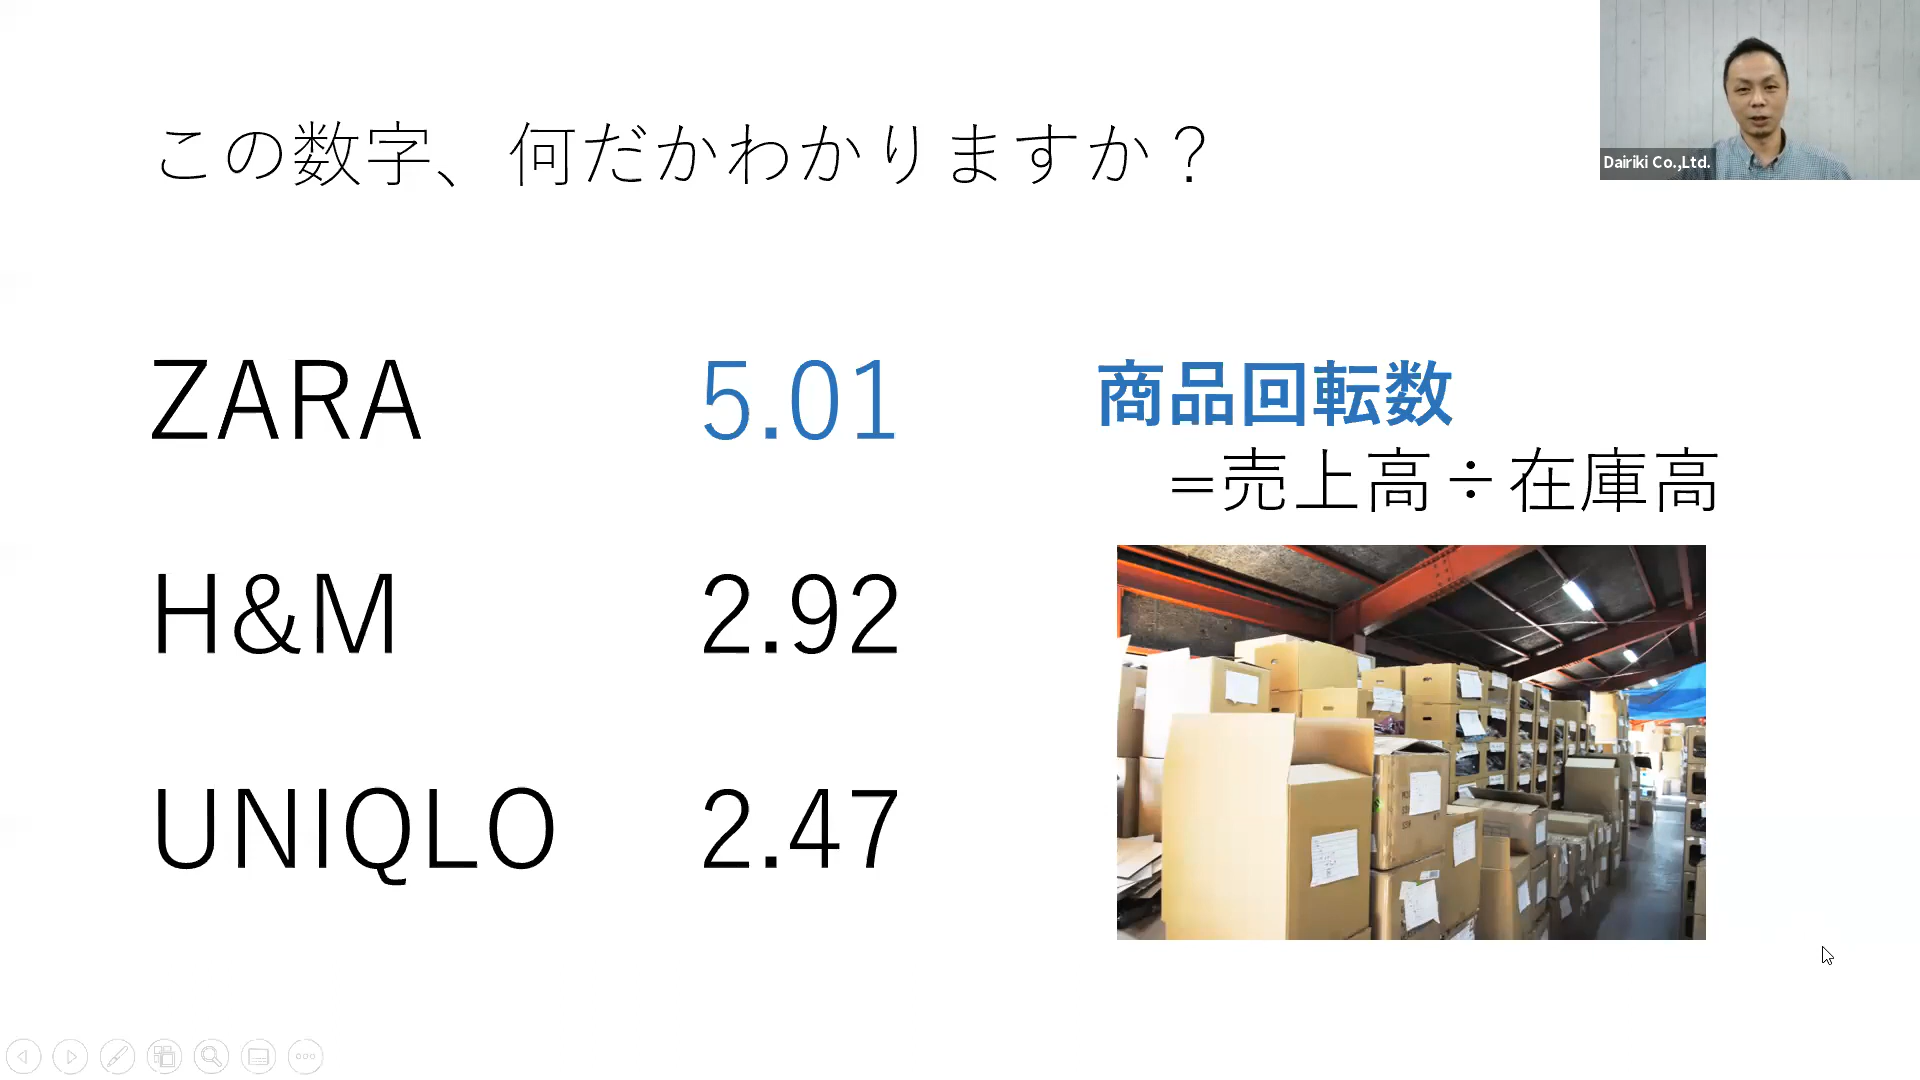 この数字、何だかわかりますか？
Dairiki Co.,Ltd.
ZARA 5.01
商品回転数
=売上高÷在庫高
H&M 2.92
UNIQLO 2.47